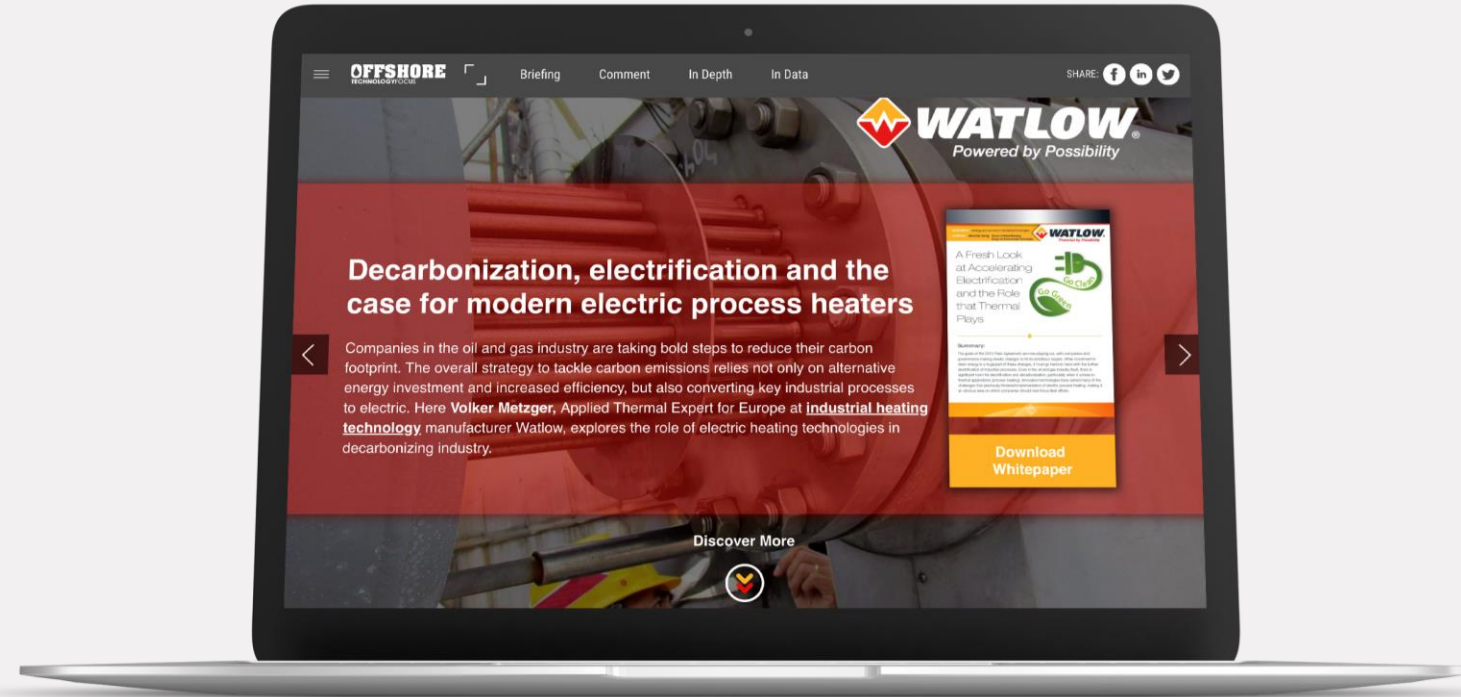 OFFSHORE
TECHNOLOGYFOCUS
Briefing
Comment
In Depth
In Data
SHARE:
WATLOW®
Powered by Possibility
Decarbonization, electrification and the
case for modern electric process heaters
Companies in the oil and gas industry are taking bold steps to reduce their carbon
footprint. The overall strategy to tackle carbon emissions relies not only on alternative
energy investment and increased efficiency, but also converting key industrial processes
to electric. Here Volker Metzger, Applied Thermal Expert for Europe at industrial heating
technology manufacturer Watlow, explores the role of electric heating technologies in
decarbonizing industry.
WATLOW
Powered by Possibility
A Fresh Look
at Accelerating
Electrification
and the Role
that Thermal
Plays
Go Clean
Go Green
Summary:
Download
Whitepaper
Discover More